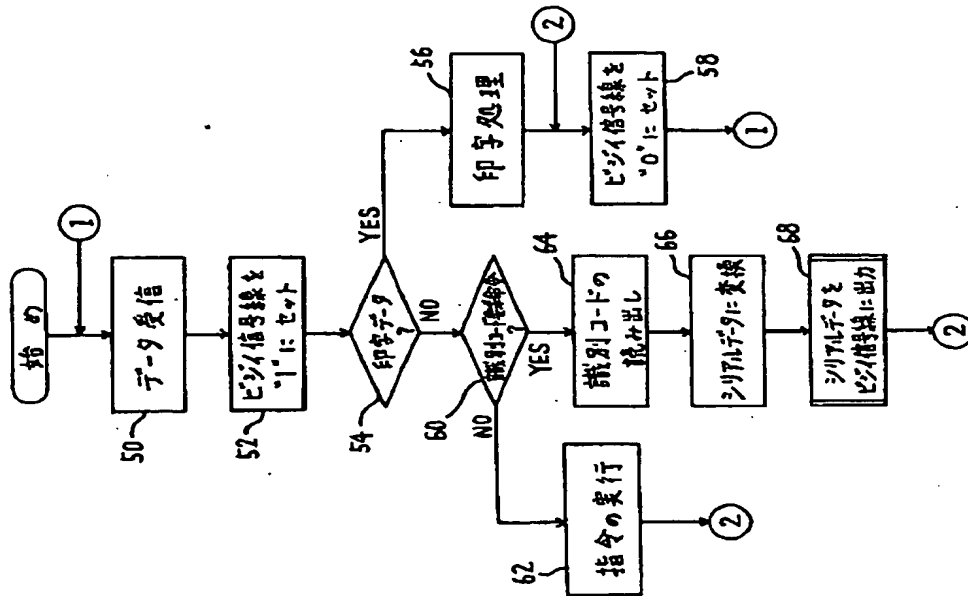 始め
①
データ受信
50
ビジイ信号線を
"1"にセット
52
印字データ
?
54
YES
NO
印字処理
56
②
ビジイ信号線を
"0"にセット
58
①
識別コード
?
60
NO
YES
指令の実行
62
②
識別コードの
読み出し
64
シリアルデータに変換
66
シリアルデータを
ビジイ信号線に出力
68
②